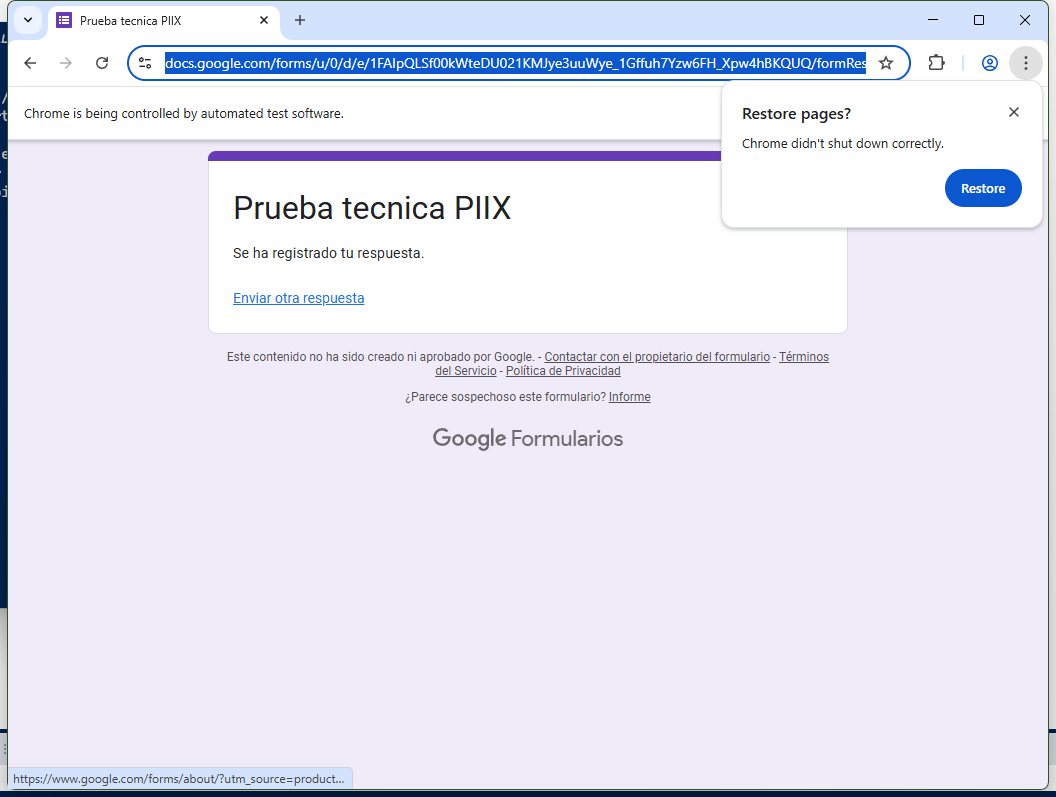 Prueba tecnica PIIX
docs.google.com/forms/u/0/d/e/1FAIpQLSf00kWteDU021KMJye3uuWye_1Gffuh7Yzw6FH_Xpw4hBKQUQ/formRes
Chrome is being controlled by automated test software.
Restore pages?
Chrome didn't shut down correctly.
Restore
Prueba tecnica PIIX
Se ha registrado tu respuesta.
Enviar otra respuesta
Este contenido no ha sido creado ni aprobado por Google. - Contactar con el propietario del formulario - Términos
del Servicio - Política de Privacidad
¿Parece sospechoso este formulario? Informe
Google Formularios
https://www.google.com/forms/about/?utm_source=product...